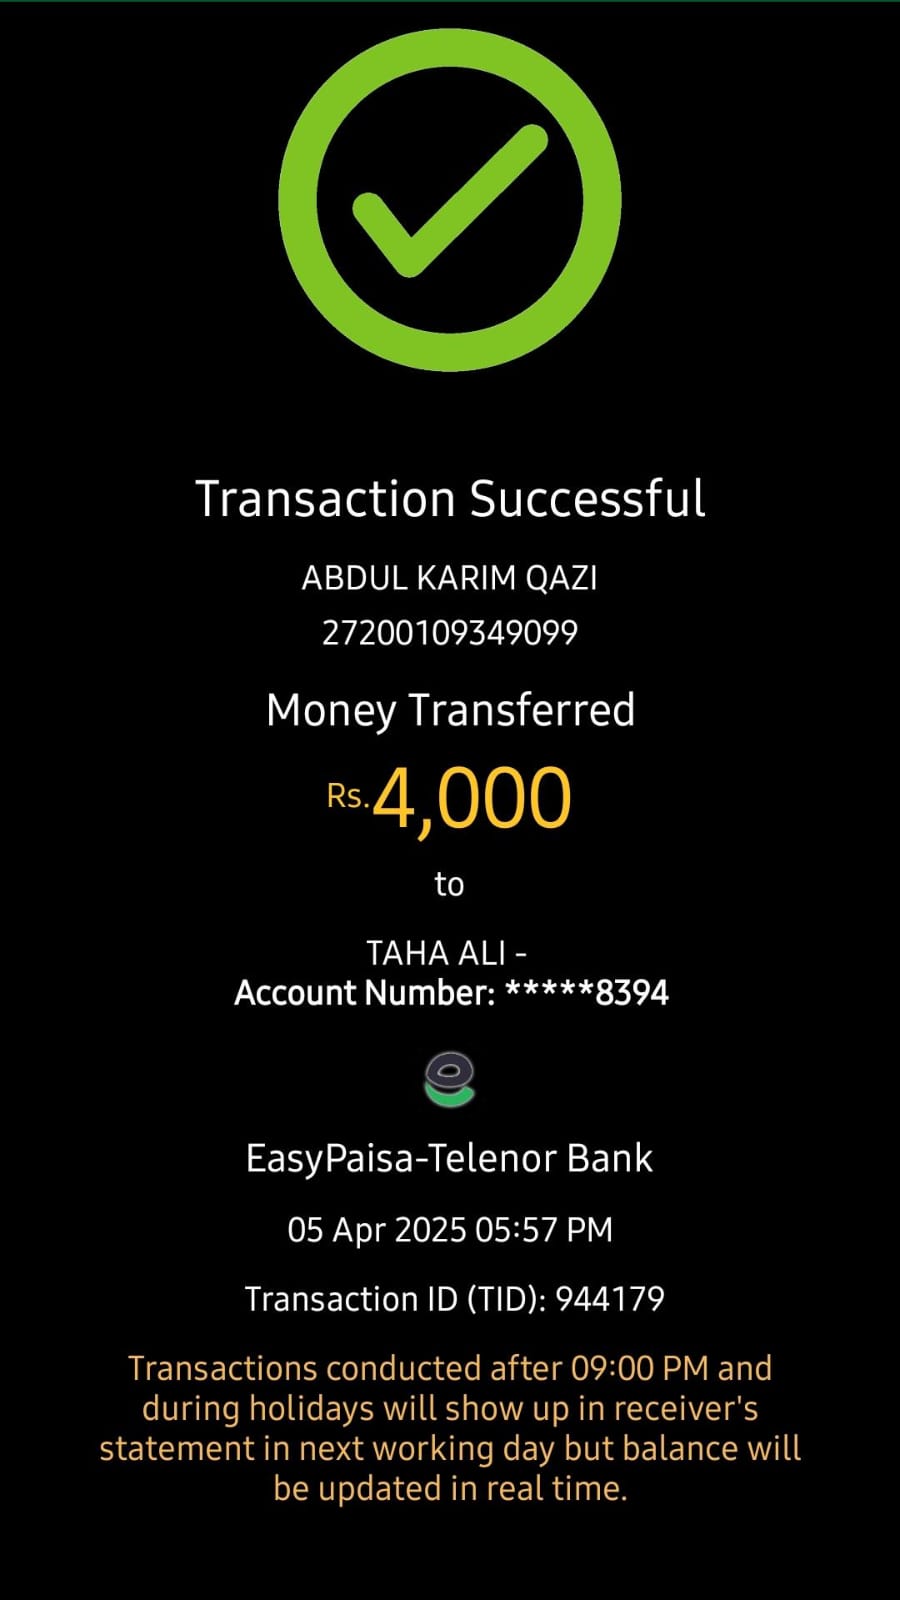 Transaction Successful
ABDUL KARIM QAZI
27200109349099
Money Transferred
Rs.4,000
to
TAHA ALI -
Account Number: *****8394
EasyPaisa-Telenor Bank
05 Apr 2025 05:57 PM
Transaction ID (TID): 944179
Transactions conducted after 09:00 PM and
during holidays will show up in receiver's
statement in next working day but balance will
be updated in real time.